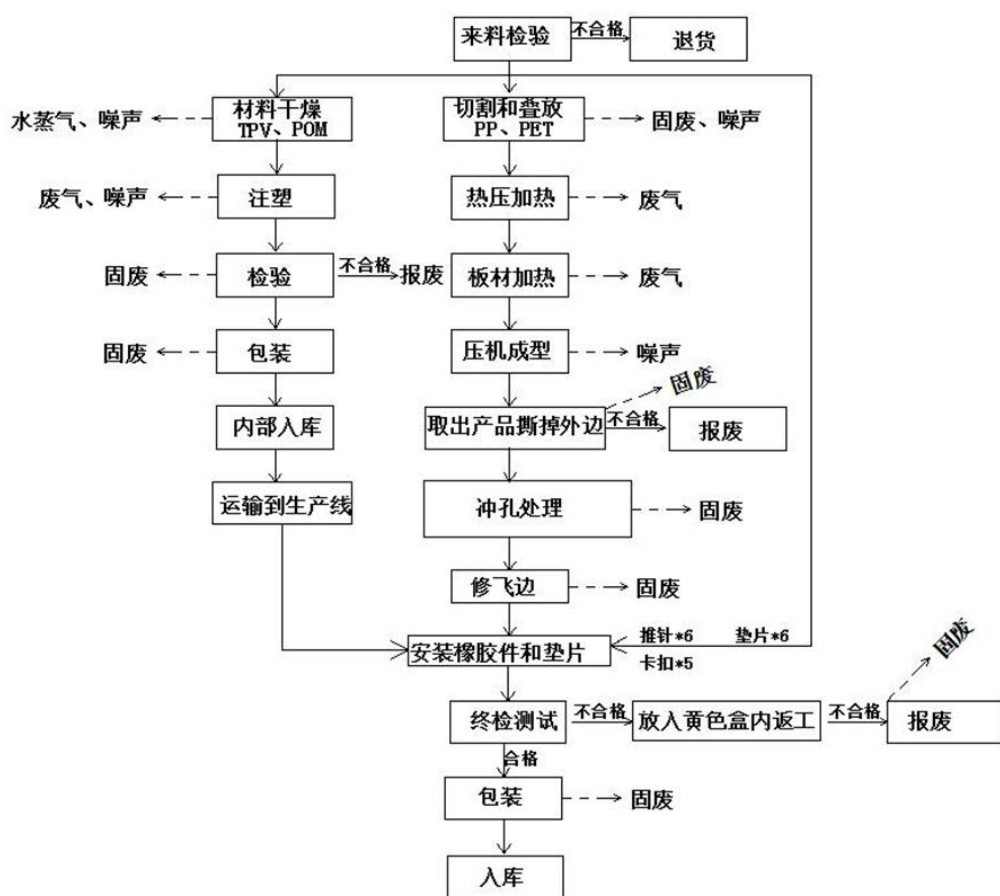 来料检验
不合格
退货
水蒸气、噪声
材料干燥
TPV、POM
切割和叠放
PP、PET
固废、噪声
废气、噪声
注塑
热压加热
废气
固废
检验
不合格
报废
板材加热
废气
固废
包装
压机成型
噪声
固废
内部入库
取出产品撕掉外边
不合格
报废
运输到生产线
冲孔处理
固废
修飞边
固废
安装橡胶件和垫片
推针*6
垫片*6
卡扣*5
固废
终检测试
不合格
放入黄色盒内返工
不合格
报废
合格
包装
固废
入库